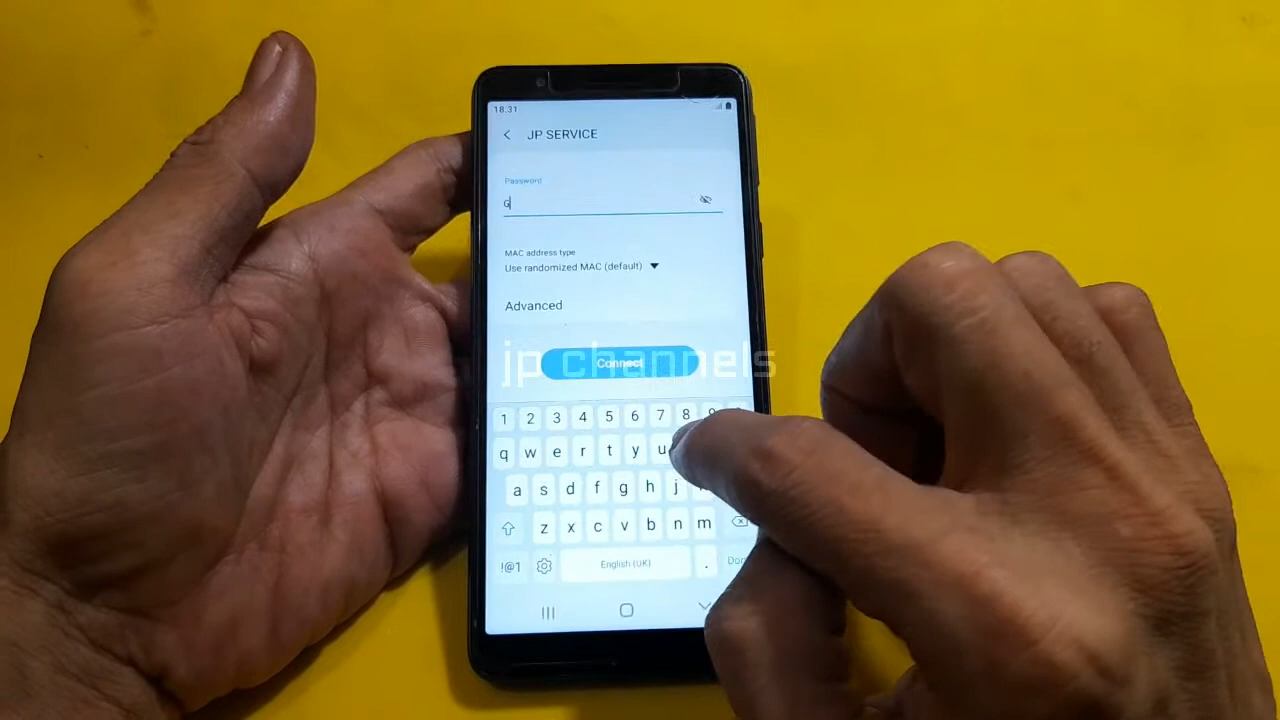 18.31
JP SERVICE
Password
G
MAC address type
Use randomized MAC (default)
Advanced
Connect
jp channels
1 2 3 4 5 6 7 8 9
q w e r t y u
a s d f g h j
z x c v b n m
!@1 English (UK) .